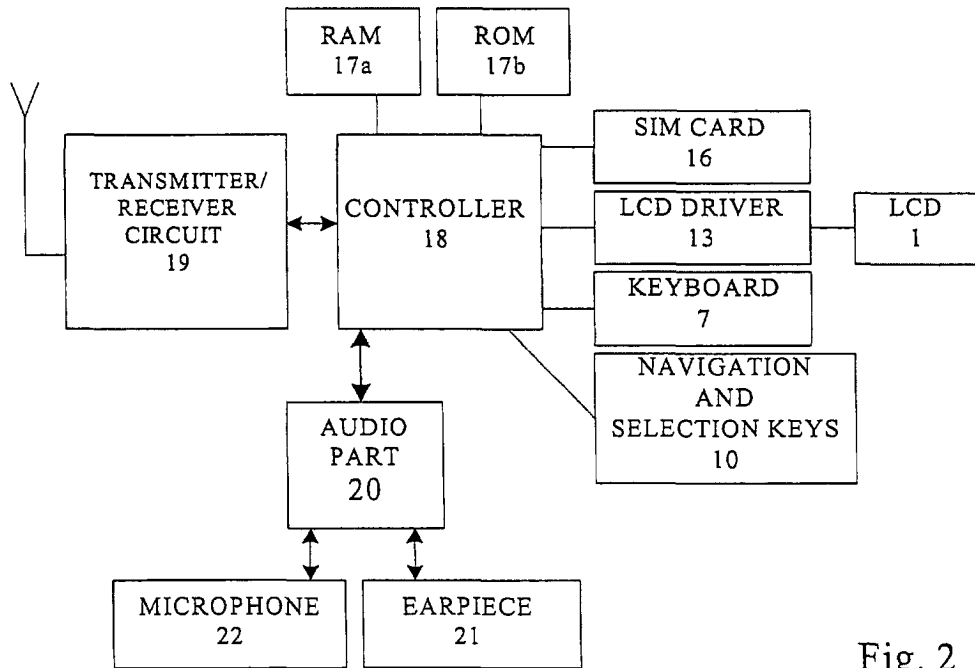 RAM
17a
ROM
17b
SIM CARD
16
TRANSMITTER/
RECEIVER
CIRCUIT
19
CONTROLLER
18
LCD DRIVER
13
LCD
1
KEYBOARD
7
NAVIGATION
AND
SELECTION KEYS
10
AUDIO
PART
20
MICROPHONE
22
EARPIECE
21
Fig. 2